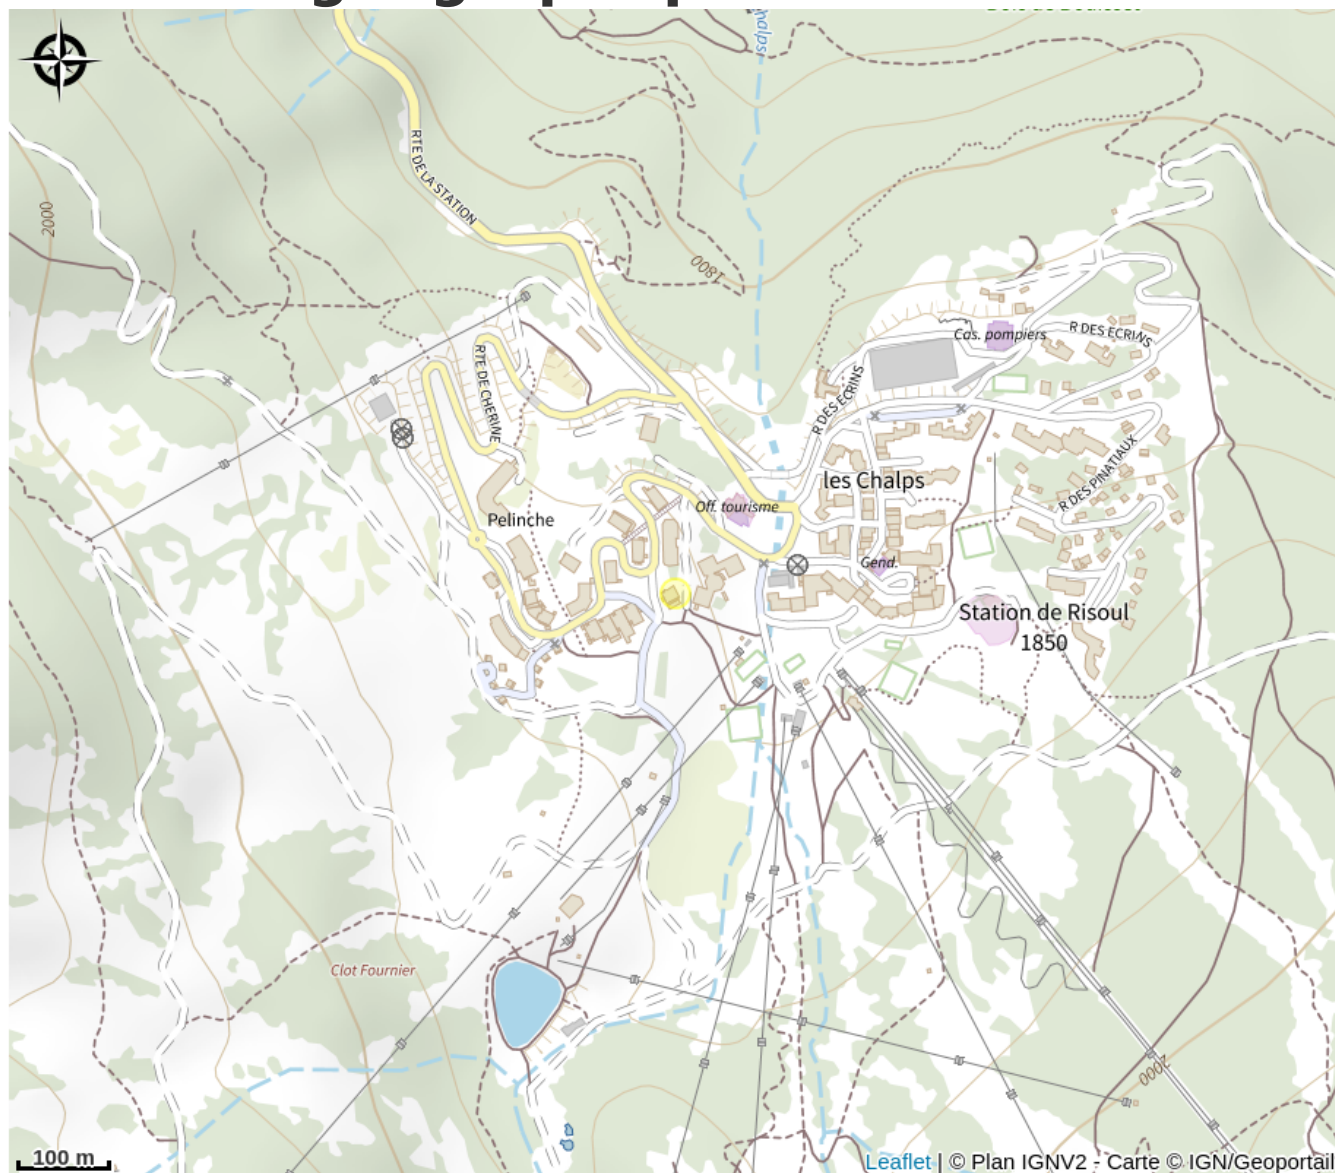 halps
RTE DE LA STATION
2000
1800
Cas. pompiers
R DES ECRINS
RTE DE CHERINE
R DES ECRINS
les Chalps
R DES PINATIAUX
Off. tourisme
Pelinche
Gend.
Station de Risoul
1850
Clot Fournier
2000
100 m
Leaflet | © Plan IGNV2 - Carte © IGN/Geoportail